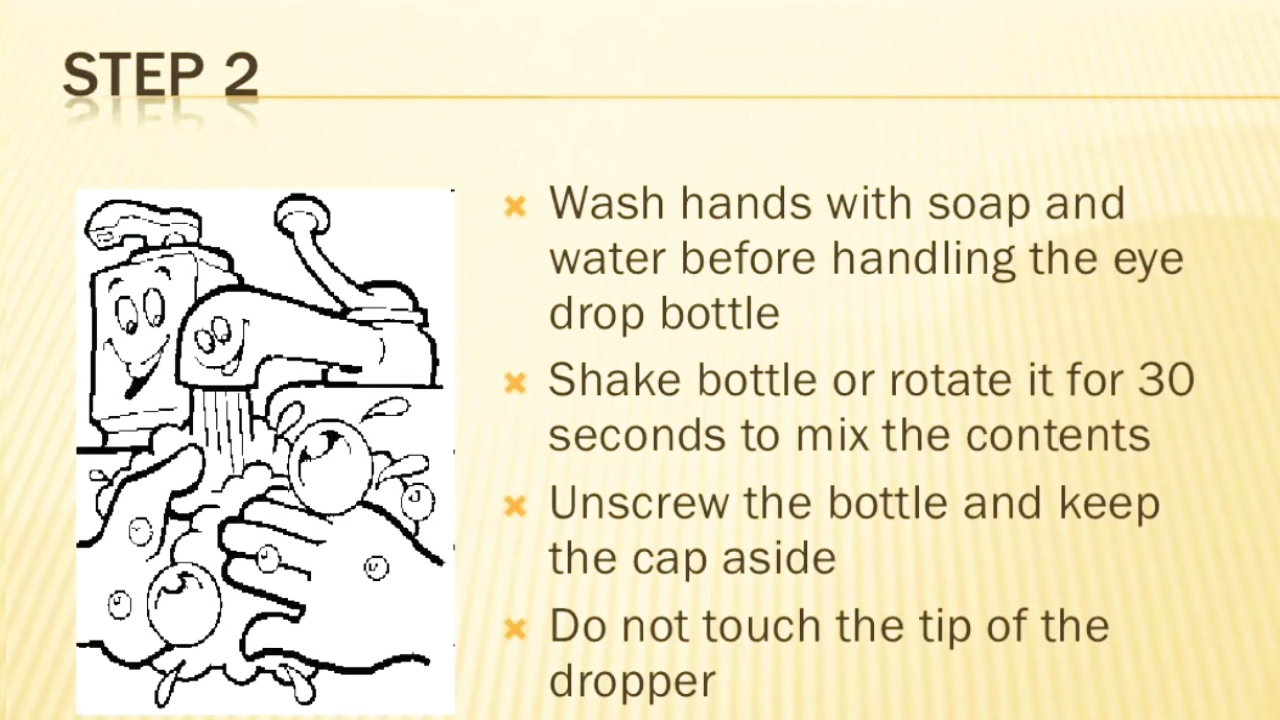 STEP 2
Wash hands with soap and
water before handling the eye
drop bottle
Shake bottle or rotate it for 30
seconds to mix the contents
Unscrew the bottle and keep
the cap aside
Do not touch the tip of the
dropper